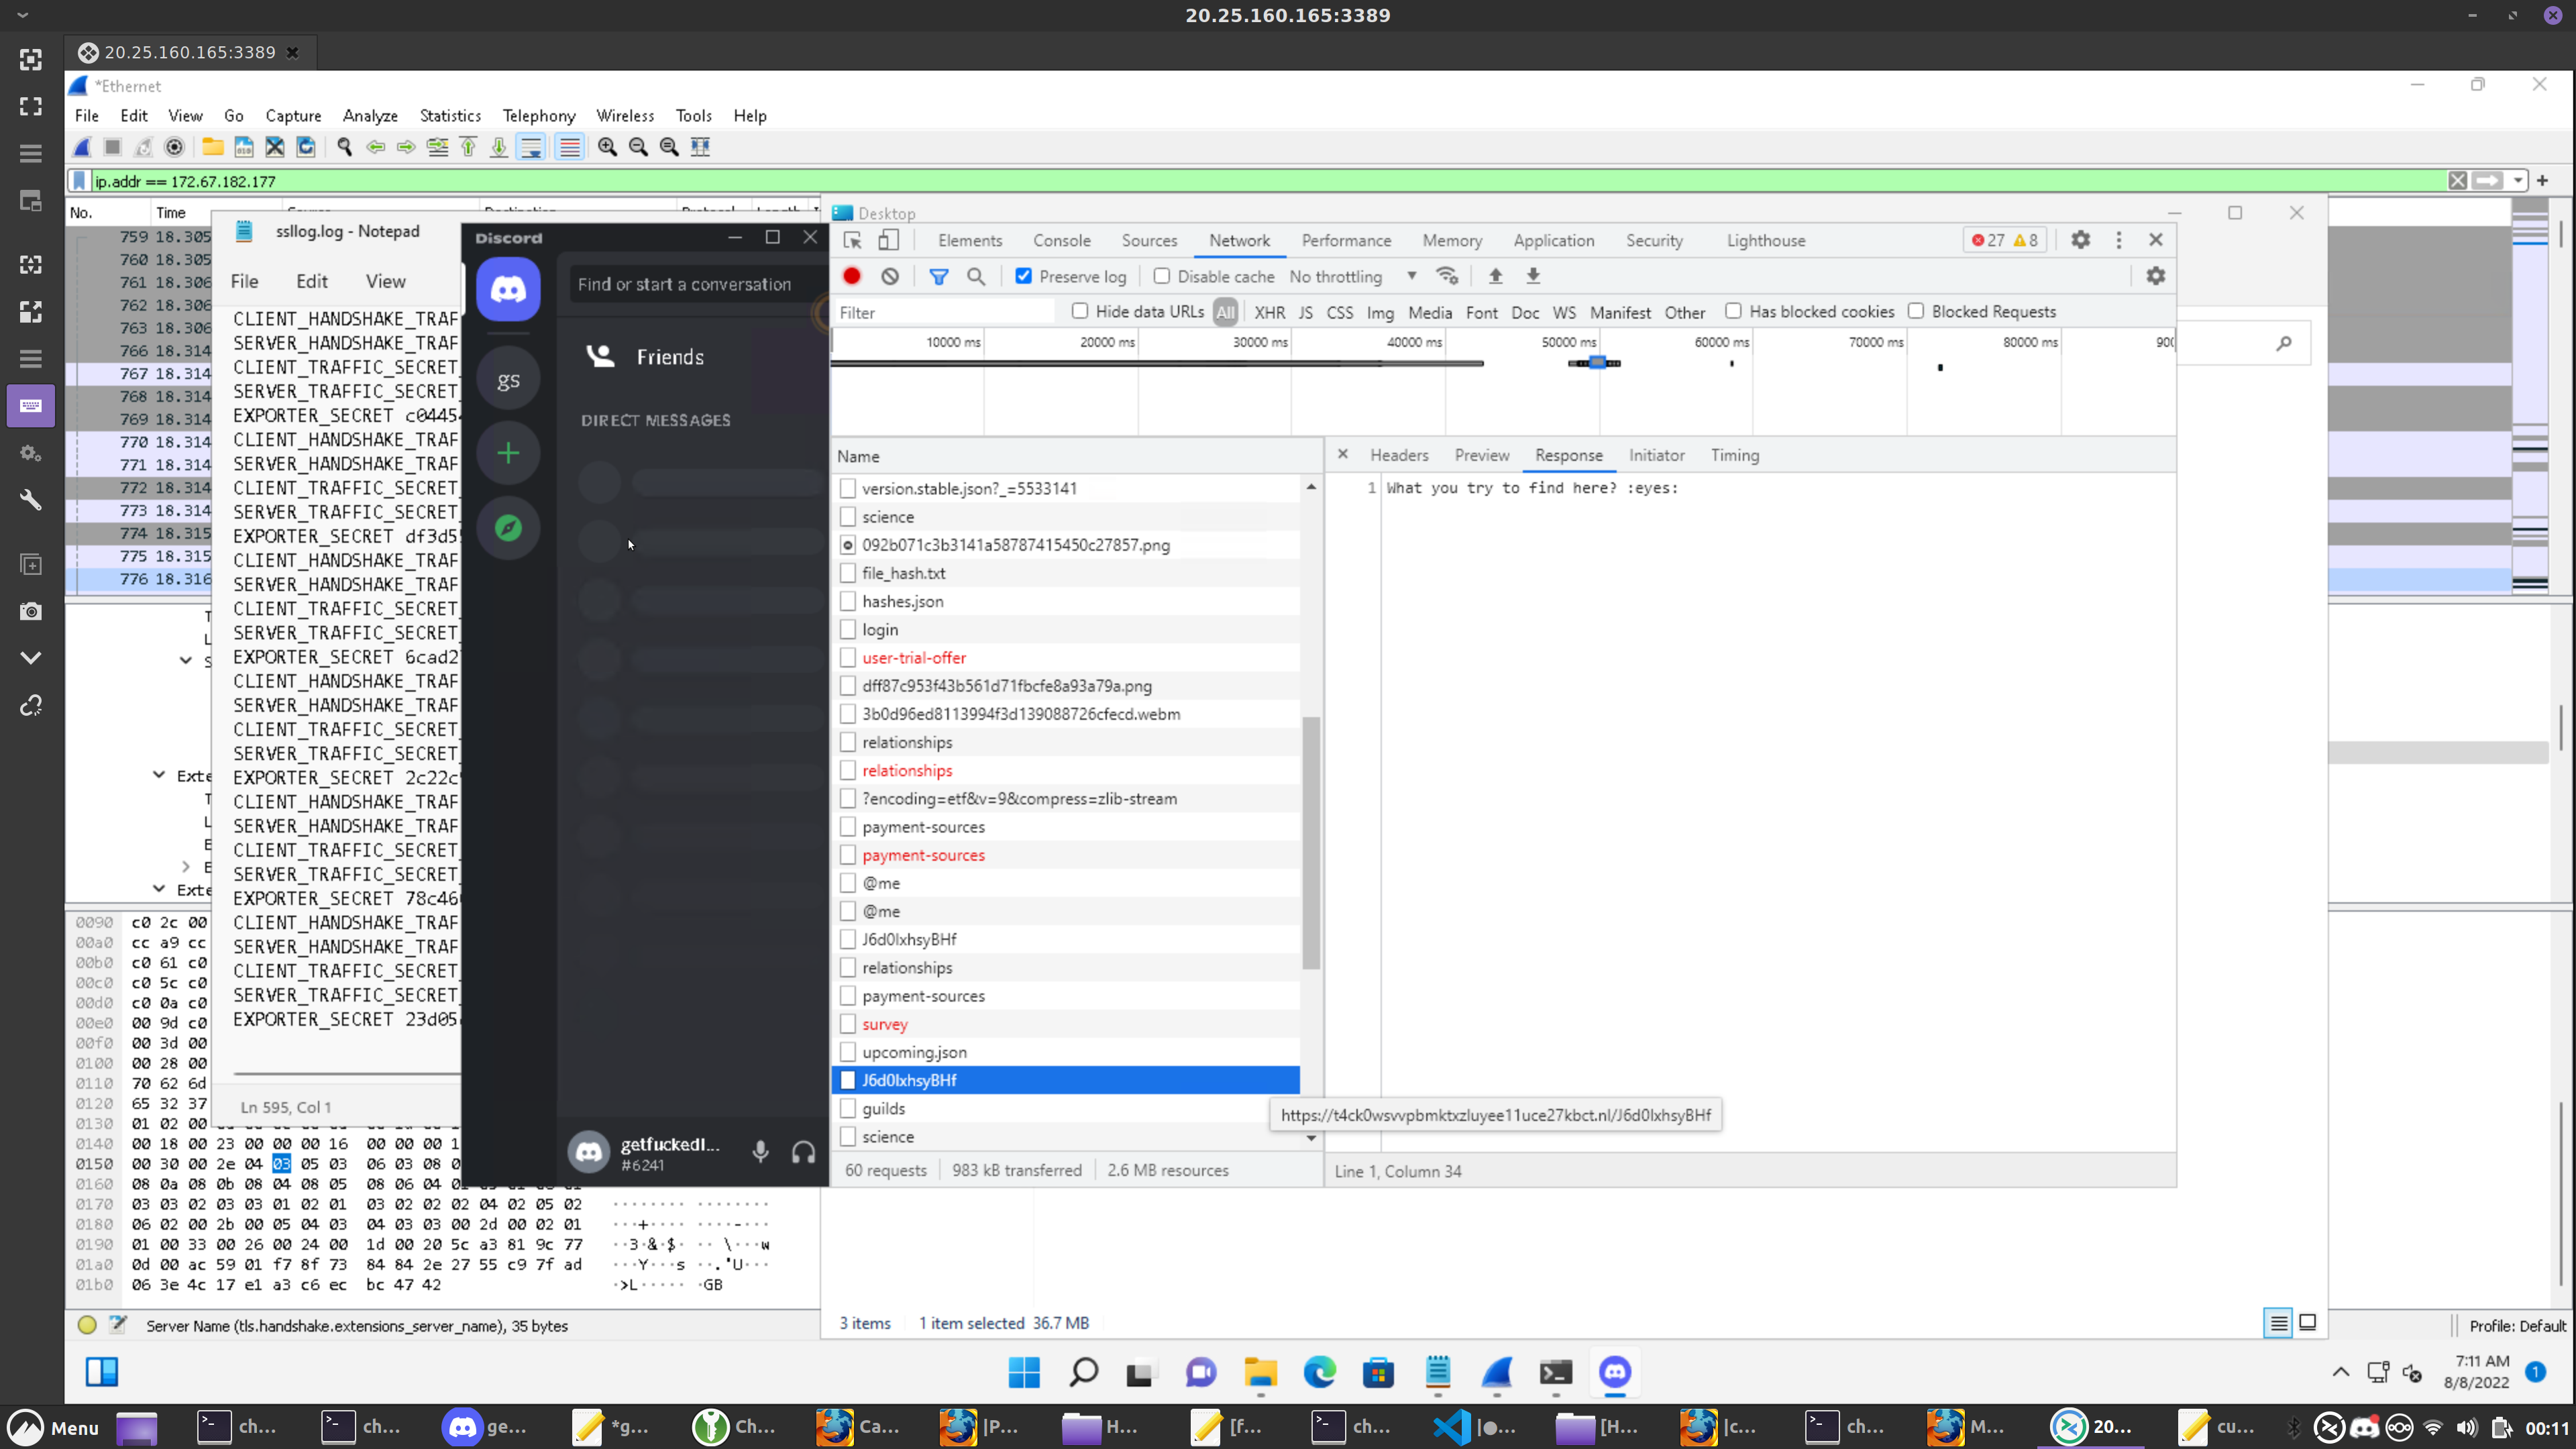 20.25.160.165:3389
20.25.160.165:3389
*Ethernet
File Edit View Go Capture Analyze Statistics Telephony Wireless Tools Help
ip.addr == 172.67.182.177
No. Time
759 18.305
760 18.305
761 18.306
762 18.306
763 18.306
766 18.314
767 18.314
768 18.314
769 18.314
770 18.314
771 18.314
772 18.314
773 18.314
774 18.315
775 18.315
776 18.316
Exte
Exte
ssllog.log - Notepad
File Edit View
CLIENT_HANDSHAKE_TRAF
SERVER_HANDSHAKE_TRAF
CLIENT_TRAFFIC_SECRET_
SERVER_TRAFFIC_SECRET_
EXPORTER_SECRET c0445
CLIENT_HANDSHAKE_TRAF
SERVER_HANDSHAKE_TRAF
CLIENT_TRAFFIC_SECRET_
SERVER_TRAFFIC_SECRET_
EXPORTER_SECRET df3d5
CLIENT_HANDSHAKE_TRAF
SERVER_HANDSHAKE_TRAF
CLIENT_TRAFFIC_SECRET_
SERVER_TRAFFIC_SECRET_
EXPORTER_SECRET 6cad2
CLIENT_HANDSHAKE_TRAF
SERVER_HANDSHAKE_TRAF
CLIENT_TRAFFIC_SECRET_
SERVER_TRAFFIC_SECRET_
EXPORTER_SECRET 2c22c
CLIENT_HANDSHAKE_TRAF
SERVER_HANDSHAKE_TRAF
CLIENT_TRAFFIC_SECRET_
SERVER_TRAFFIC_SECRET_
EXPORTER_SECRET 78c46
CLIENT_HANDSHAKE_TRAF
SERVER_HANDSHAKE_TRAF
CLIENT_TRAFFIC_SECRET_
SERVER_TRAFFIC_SECRET_
EXPORTER_SECRET 23d05
Ln 595, Col 1
Discord
Find or start a conversation
Friends
gs
DIRECT MESSAGES
getfuckedl...
#6241
Desktop
Elements Console Sources Network Performance Memory Application Security Lighthouse 27 8
Preserve log Disable cache No throttling
Filter Hide data URLs All XHR JS CSS Img Media Font Doc WS Manifest Other Has blocked cookies Blocked Requests
10000 ms 20000 ms 30000 ms 40000 ms 50000 ms 60000 ms 70000 ms 80000 ms 900
Name
version.stable.json?_=5533141
science
092b071c3b3141a58787415450c27857.png
file_hash.txt
hashes.json
login
user-trial-offer
dff87c953f43b561d71fbcfe8a93a79a.png
3b0d96ed8113994f3d139088726cfecd.webm
relationships
relationships
?encoding=etf&v=9&compress=zlib-stream
payment-sources
payment-sources
@me
@me
J6d0lxhsyBHf
relationships
payment-sources
survey
upcoming.json
J6d0lxhsyBHf
guilds
science
60 requests 983 kB transferred 2.6 MB resources
Headers Preview Response Initiator Timing
1 What you try to find here? :eyes:
https://t4ck0wsvvpbmktxzluyee11uce27kbct.nl/J6d0lxhsyBHf
Line 1, Column 34
0090 c0 2c 00
00a0 cc a9 cc
00b0 c0 61 c0
00c0 c0 5c c0
00d0 c0 0a c0
00e0 00 9d c0
00f0 00 3d 00
0100 00 28 00
0110 70 62 6d
0120 65 32 37
0130 01 02 00
0140 00 18 00 23 00 00 00 16 00 00 00 1
0150 00 30 00 2e 04 03 05 03 06 03 08 0
0160 08 0a 08 0b 08 04 08 05 08 06 04 0
0170 03 03 02 03 03 01 02 01 03 02 02 02 04 02 05 02
0180 06 02 00 2b 00 05 04 03 04 03 03 00 2d 00 02 01 ···+···· ····-···
0190 01 00 33 00 26 00 24 00 1d 00 20 5c a3 81 9c 77 ··3·&·$· ·· \···w
01a0 0d 00 ac 59 01 f7 8f 73 84 84 2e 27 55 c9 7f ad ···Y···s ··.'U···
01b0 06 3e 4c 17 e1 a3 c6 ec bc 47 42 ·>L····· ·GB
3 items 1 item selected 36.7 MB
Server Name (tls.handshake.extensions_server_name), 35 bytes
Profile: Default
7:11 AM
8/8/2022
1
Menu ch... ch... ge... *g... Ch... Ca... |P... H... [f... ch... |●... [H... |c... ch... M... 20... cu... 00:11